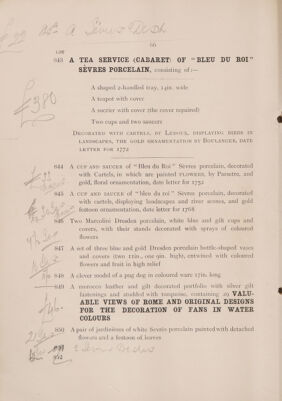 66
LOT
843 A TEA SERVICE (CABARET) OF "BLEU DU ROI"
SÈVRES PORCELAIN, consisting of:—
A shaped 2-handled tray, 14in. wide
A teapot with cover
A sucrier with cover (the cover repaired)
Two cups and two saucers
£380
DECORATED WITH CARTELS, BY LEDOUX, DISPLAYING BIRDS IN
LANDSCAPES, THE GOLD ORNAMENTATION BY BOULANGER, DATE
LETTER FOR 1772
844 A CUP AND SAUCER of "Bleu du Roi" Sèvres porcelain, decorated
with Cartels, in which are painted FLOWERS, by Parpette, and
gold, floral ornamentation, date letter for 1772
845 A CUP AND SAUCER of "bleu du roi" Sèvres porcelain, decorated
with cartels, displaying landscapes and river scenes, and gold
festoon ornamentation, date letter for 1768
846 Two Marcolini Dresden porcelain, white blue and gilt cups and
covers, with their stands decorated with sprays of coloured
flowers
847 A set of three blue and gold Dresden porcelain bottle-shaped vases
and covers (two 11in., one 9in. high), entwined with coloured
flowers and fruit in high relief
848 A clever model of a pug dog in coloured ware 17in. long
849 A morocco leather and gilt decorated portfolio with silver gilt
fastenings and studded with turquoise, containing 29 VALU-
ABLE VIEWS OF ROME AND ORIGINAL DESIGNS
FOR THE DECORATION OF FANS IN WATER
COLOURS
850 A pair of jardinieres of white Sèvres porcelain painted with detached
flowers and a festoon of leaves